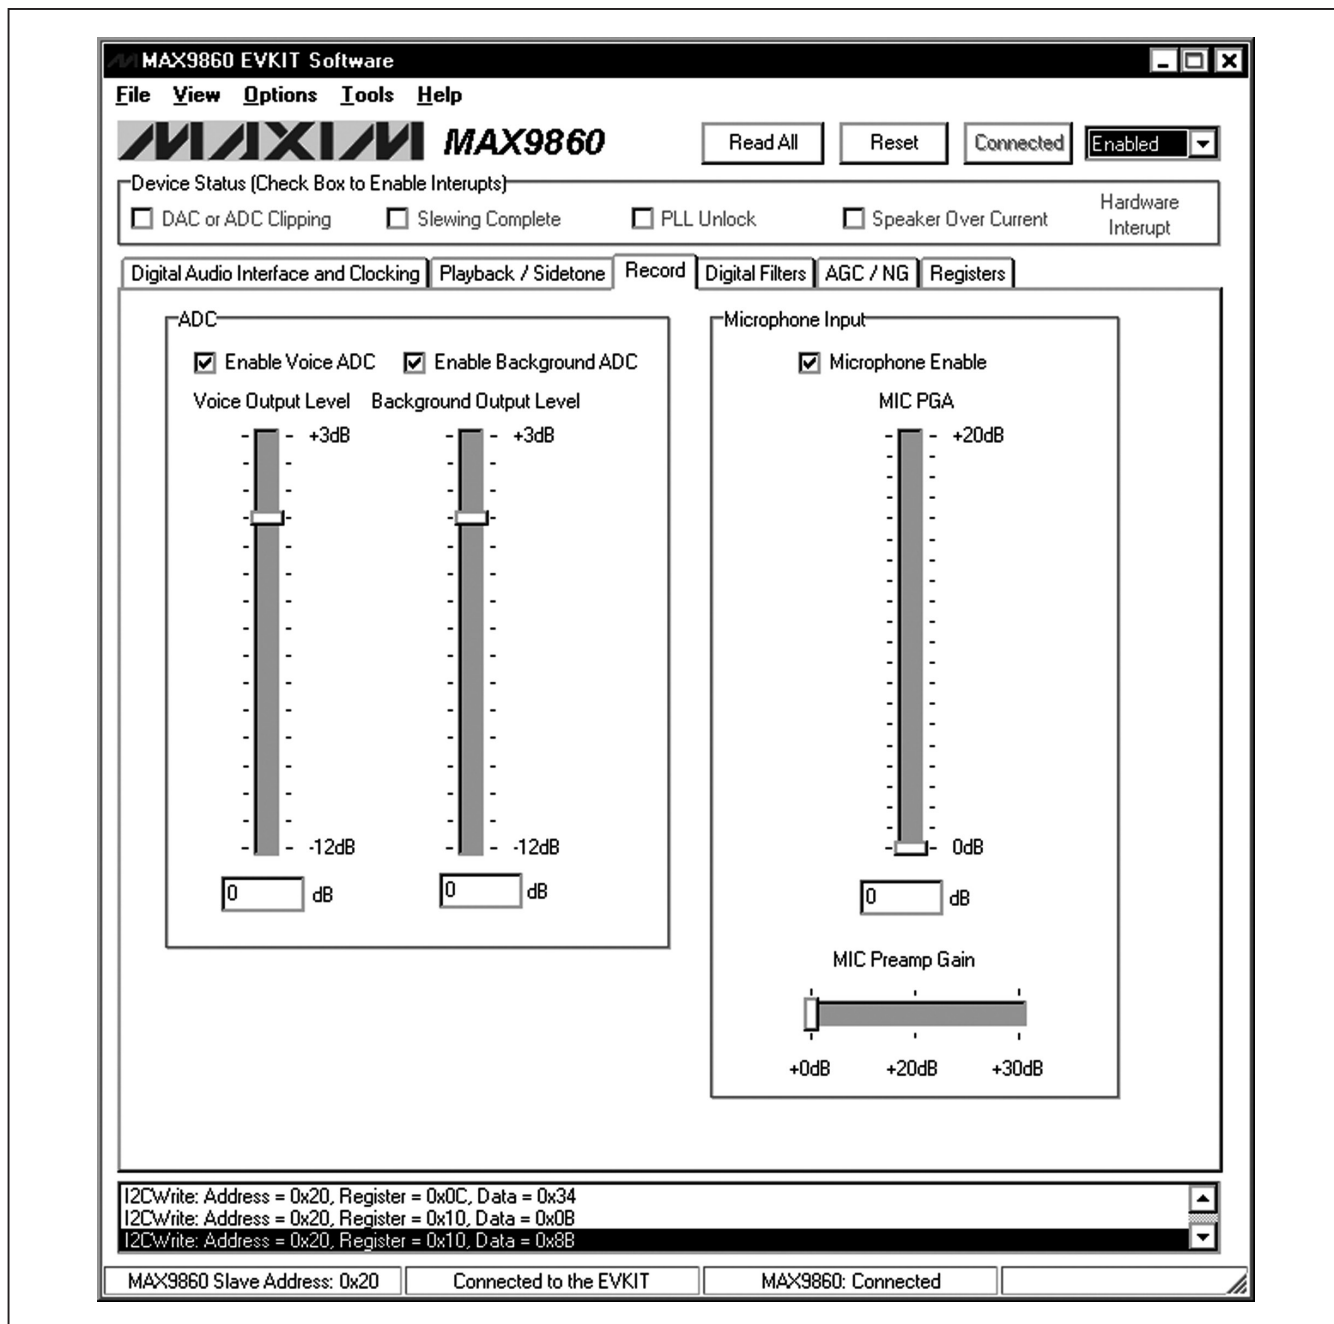 MAX9860 EVKIT Software
File View Options Tools Help
MAXIM MAX9860 Read All Reset Connected Enabled
Device Status (Check Box to Enable Interupts)
DAC or ADC Clipping Slewing Complete PLL Unlock Speaker Over Current Hardware Interupt
Digital Audio Interface and Clocking Playback / Sidetone Record Digital Filters AGC / NG Registers
ADC
Enable Voice ADC Enable Background ADC
Voice Output Level Background Output Level
+3dB +3dB
-12dB -12dB
0 dB 0 dB
Microphone Input
Microphone Enable
MIC PGA
+20dB
0dB
0 dB
MIC Preamp Gain
+0dB +20dB +30dB
I2CWrite: Address = 0x20, Register = 0x0C, Data = 0x34
I2CWrite: Address = 0x20, Register = 0x10, Data = 0x0B
I2CWrite: Address = 0x20, Register = 0x10, Data = 0x8B
MAX9860 Slave Address: 0x20 Connected to the EVKIT MAX9860: Connected